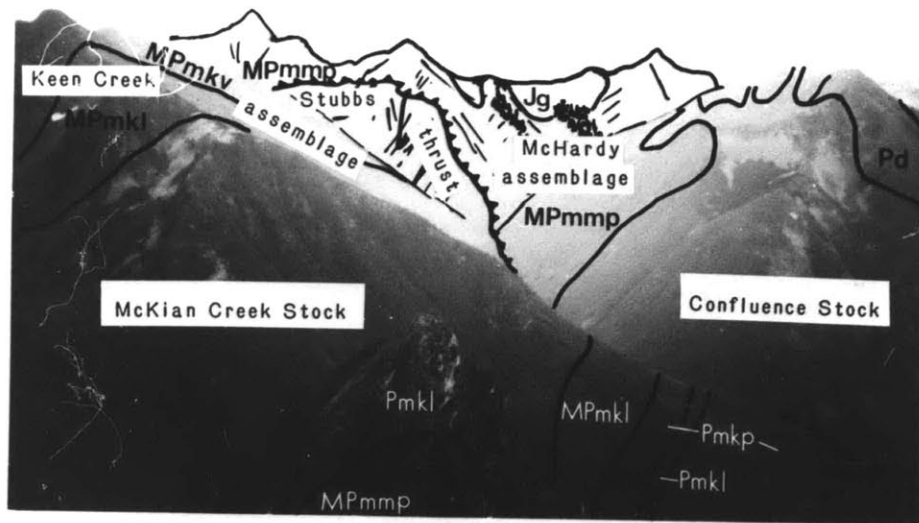 Keen Creek
MPmkv
MPmmp
Stubbs
assemblage
thrust
MPmkl
Jg
McHardy
assemblage
MPmmp
Pd
McKian Creek Stock
Confluence Stock
Pmkl
MPmkl
Pmkp
Pmkl
MPmmp